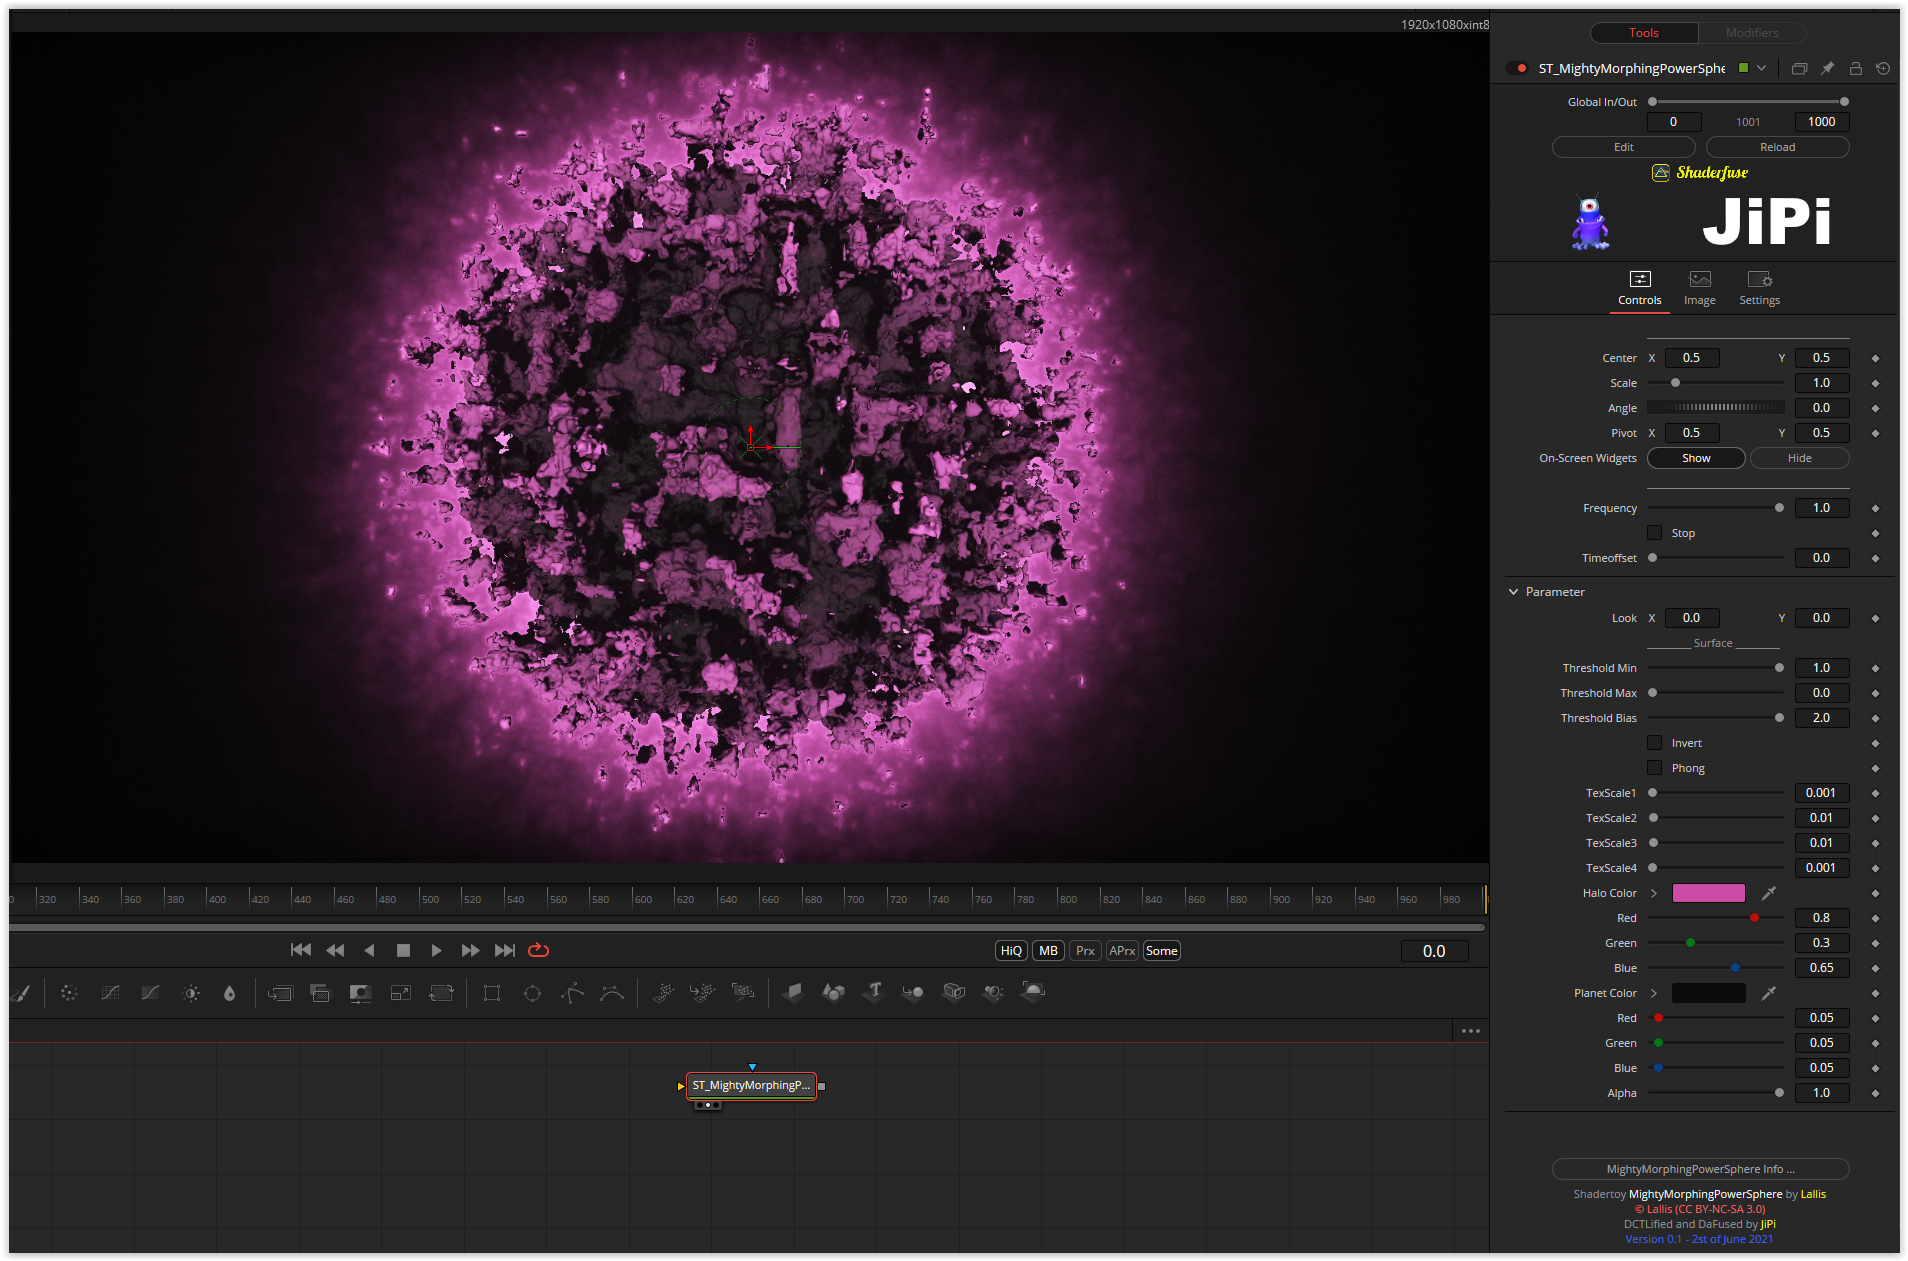 1920x1080xint8
Tools Modifiers
ST_MightyMorphingPowerSphe
Global In/Out
0 1001 1000
Edit Reload
Shaderfuse
JiPi
Controls Image Settings
Center X 0.5 Y 0.5
Scale 1.0
Angle 0.0
Pivot X 0.5 Y 0.5
On-Screen Widgets Show Hide
Frequency 1.0
Stop
Timeoffset 0.0
Parameter
Look X 0.0 Y 0.0
Surface
Threshold Min 1.0
Threshold Max 0.0
Threshold Bias 2.0
Invert
Phong
TexScale1 0.001
TexScale2 0.01
TexScale3 0.01
TexScale4 0.001
Halo Color
Red 0.8
Green 0.3
Blue 0.65
Planet Color
Red 0.05
Green 0.05
Blue 0.05
Alpha 1.0
MightyMorphingPowerSphere Info ...
Shadertoy MightyMorphingPowerSphere by Lallis
© Lallis (CC BY-NC-SA 3.0)
DCTLified and DaFused by JiPi
Version 0.1 - 2st of June 2021
0 320 340 360 380 400 420 440 460 480 500 520 540 560 580 600 620 640 660 680 700 720 740 760 780 800 820 840 860 880 900 920 940 960 980
HiQ MB Prx APrx Some 0.0
ST_MightyMorphingP...